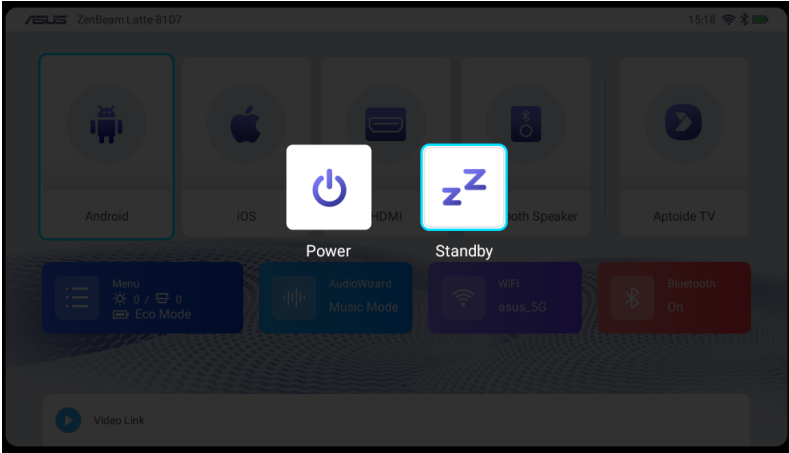 ASUS ZenBeam Latte-81D7 15:18
Android
iOS
HDMI
ooth Speaker
Aptoide TV
Power
Standby
Menu
0 / 0
Eco Mode
AudioWizard
Music Mode
WiFi
asus_5G
Bluetooth
On
Video Link